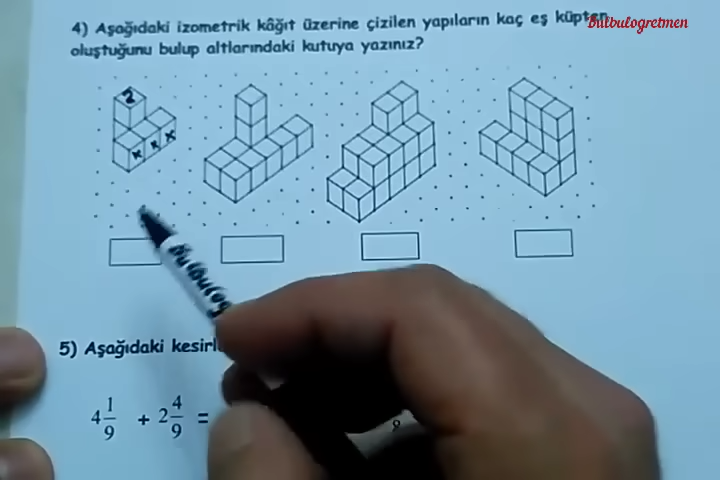 4) Aşağıdaki izometrik kâğıt üzerine çizilen yapıların kaç eş küpten
Bulbulogretmen
oluştuğunu bulup altlarındaki kutuya yazınız?
2
x x x
5) Aşağıdaki
4 1/9 + 2 4/9 =